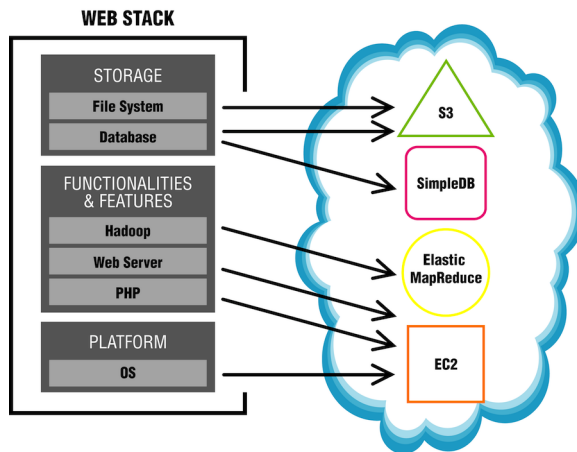 WEB STACK
STORAGE
File System
Database
FUNCTIONALITIES
& FEATURES
Hadoop
Web Server
PHP
PLATFORM
OS
S3
SimpleDB
Elastic
MapReduce
EC2